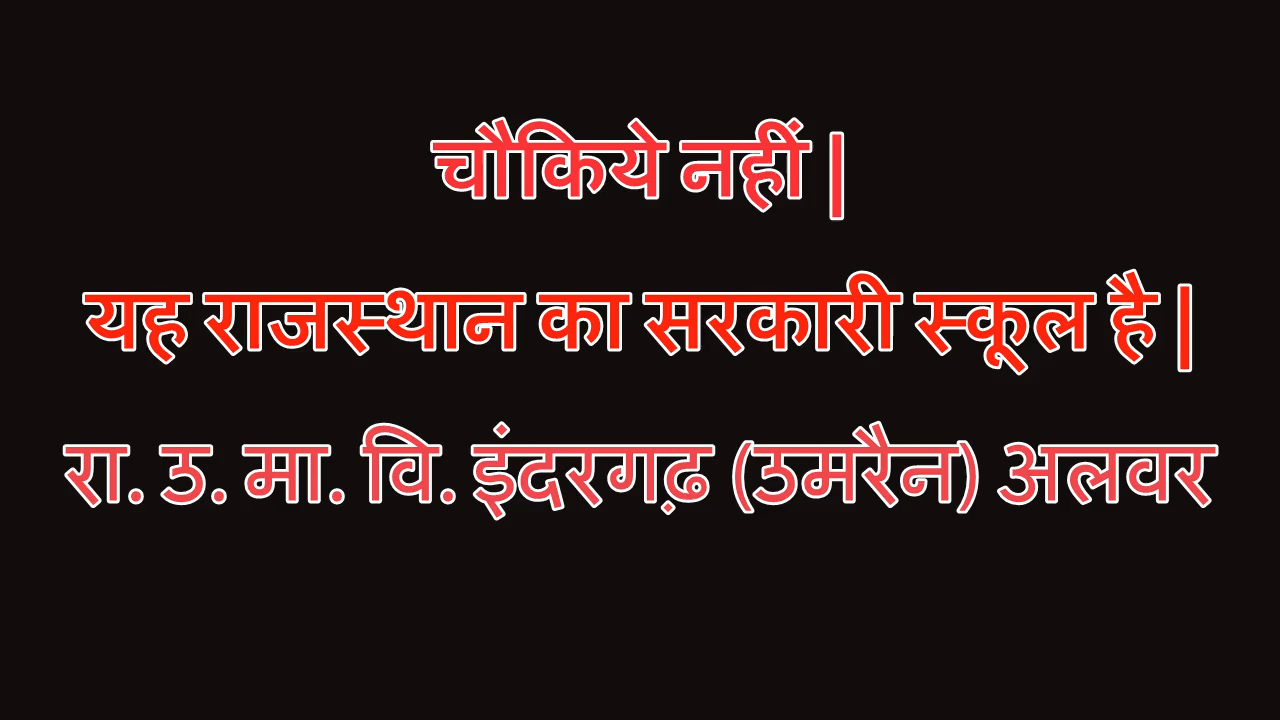 चौकिये नहीं |
यह राजस्थान का सरकारी स्कूल है |
रा. उ. मा. वि. इंदरगढ़ (उमरैन) अलवर